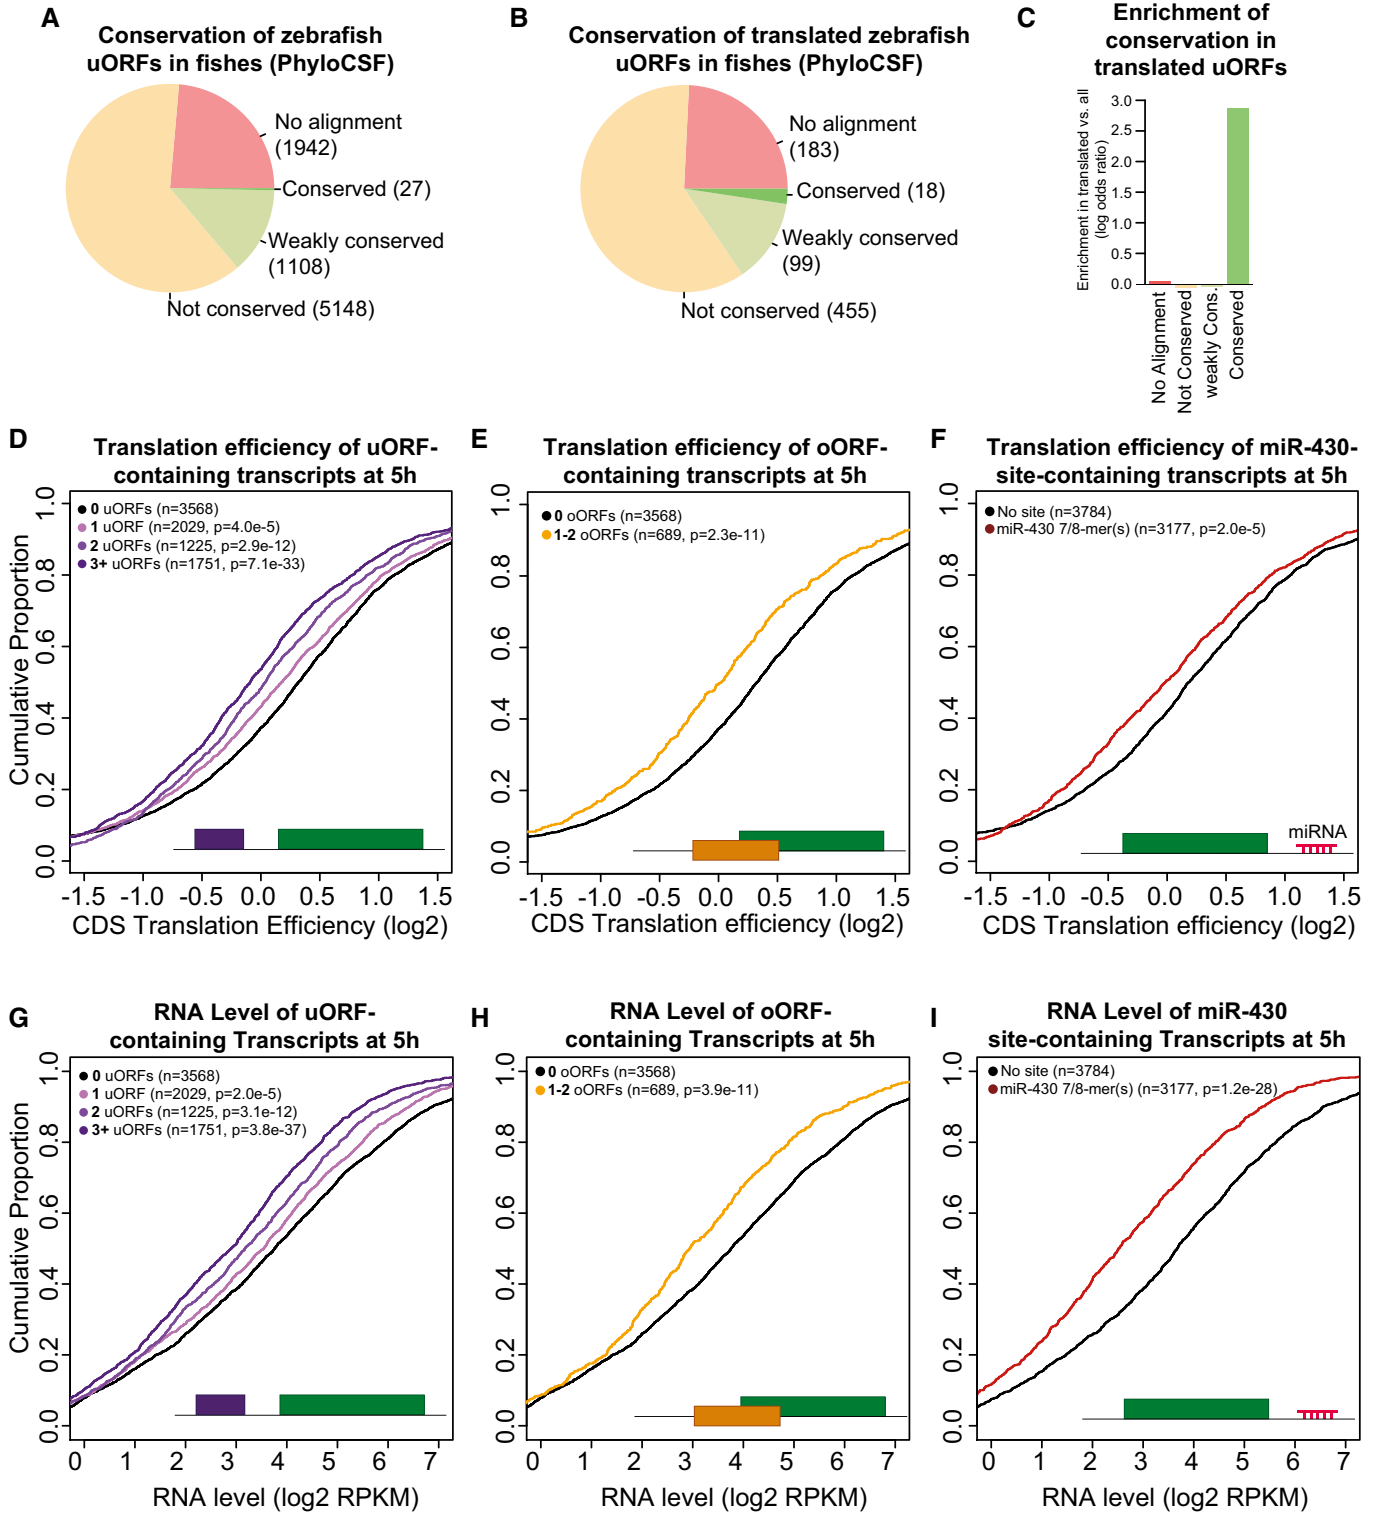 A
Conservation of zebrafish
uORFs in fishes (PhyloCSF)
No alignment
(1942)
Conserved (27)
Weakly conserved
(1108)
Not conserved (5148)
B
Conservation of translated zebrafish
uORFs in fishes (PhyloCSF)
No alignment
(183)
Conserved (18)
Weakly conserved
(99)
Not conserved (455)
C
Enrichment of
conservation in
translated uORFs
Enrichment in translated vs. all
(log odds ratio)
3.0
2.5
2.0
1.5
1.0
0.5
0.0
No Alignment
Not Conserved
weakly Cons.
Conserved
D
Translation efficiency of uORF-
containing transcripts at 5h
0 uORFs (n=3568)
1 uORF (n=2029, p=4.0e-5)
2 uORFs (n=1225, p=2.9e-12)
3+ uORFs (n=1751, p=7.1e-33)
Cumulative Proportion
1.0
0.8
0.6
0.4
0.2
0.0
-1.5 -1.0 -0.5 0.0 0.5 1.0 1.5
CDS Translation Efficiency (log2)
E
Translation efficiency of oORF-
containing transcripts at 5h
0 oORFs (n=3568)
1-2 oORFs (n=689, p=2.3e-11)
1.0
0.8
0.6
0.4
0.2
0.0
-1.5 -1.0 -0.5 0.0 0.5 1.0 1.5
CDS Translation efficiency (log2)
F
Translation efficiency of miR-430-
site-containing transcripts at 5h
No site (n=3784)
miR-430 7/8-mer(s) (n=3177, p=2.0e-5)
1.0
0.8
0.6
0.4
0.2
0.0
miRNA
-1.5 -1.0 -0.5 0.0 0.5 1.0 1.5
CDS Translation efficiency (log2)
G
RNA Level of uORF-
containing Transcripts at 5h
0 uORFs (n=3568)
1 uORF (n=2029, p=2.0e-5)
2 uORFs (n=1225, p=3.1e-12)
3+ uORFs (n=1751, p=3.8e-37)
Cumulative Proportion
1.0
0.8
0.6
0.4
0.2
0.0
0 1 2 3 4 5 6 7
RNA level (log2 RPKM)
H
RNA Level of oORF-
containing Transcripts at 5h
0 oORFs (n=3568)
1-2 oORFs (n=689, p=3.9e-11)
1.0
0.8
0.6
0.4
0.2
0.0
0 1 2 3 4 5 6 7
RNA level (log2 RPKM)
I
RNA Level of miR-430
site-containing Transcripts at 5h
No site (n=3784)
miR-430 7/8-mer(s) (n=3177, p=1.2e-28)
1.0
0.8
0.6
0.4
0.2
0.0
0 1 2 3 4 5 6 7
RNA level (log2 RPKM)